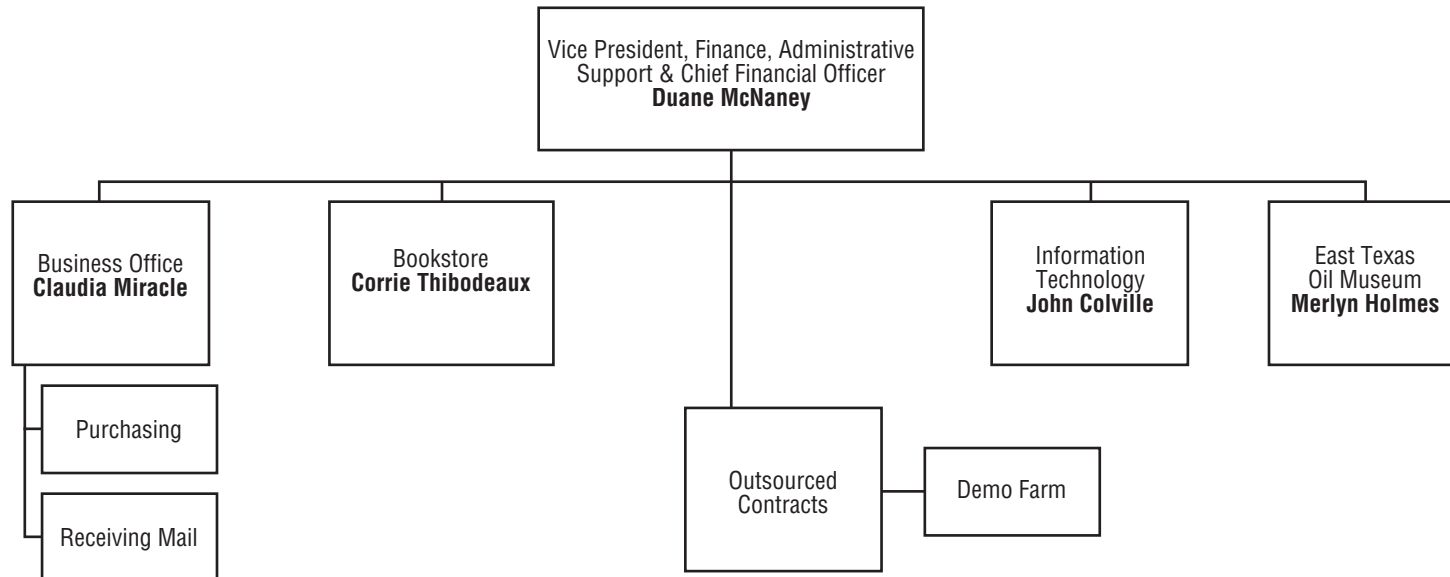 Vice President, Finance, Administrative
Support & Chief Financial Officer
Duane McNaney
Business Office
Claudia Miracle
Bookstore
Corrie Thibodeaux
Information
Technology
John Colville
East Texas
Oil Museum
Merlyn Holmes
Purchasing
Receiving Mail
Outsourced
Contracts
Demo Farm